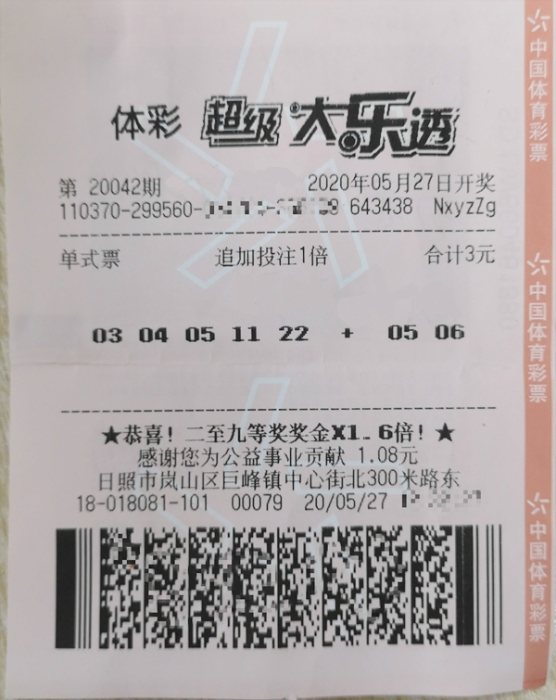 体彩 超级大乐透
第 20042期 2020年05月27日开奖
110370-299560- 643438 NxyzZg
单式票 追加投注1倍 合计3元
03 04 05 11 22 + 05 06
★恭喜!二至九等奖奖金X1.6倍!★
感谢您为公益事业贡献 1.08元
日照市岚山区巨峰镇中心街北300米路东
18-018081-101 00079 20/05/27
中国体育彩票
中国体育彩票
中国体育彩票